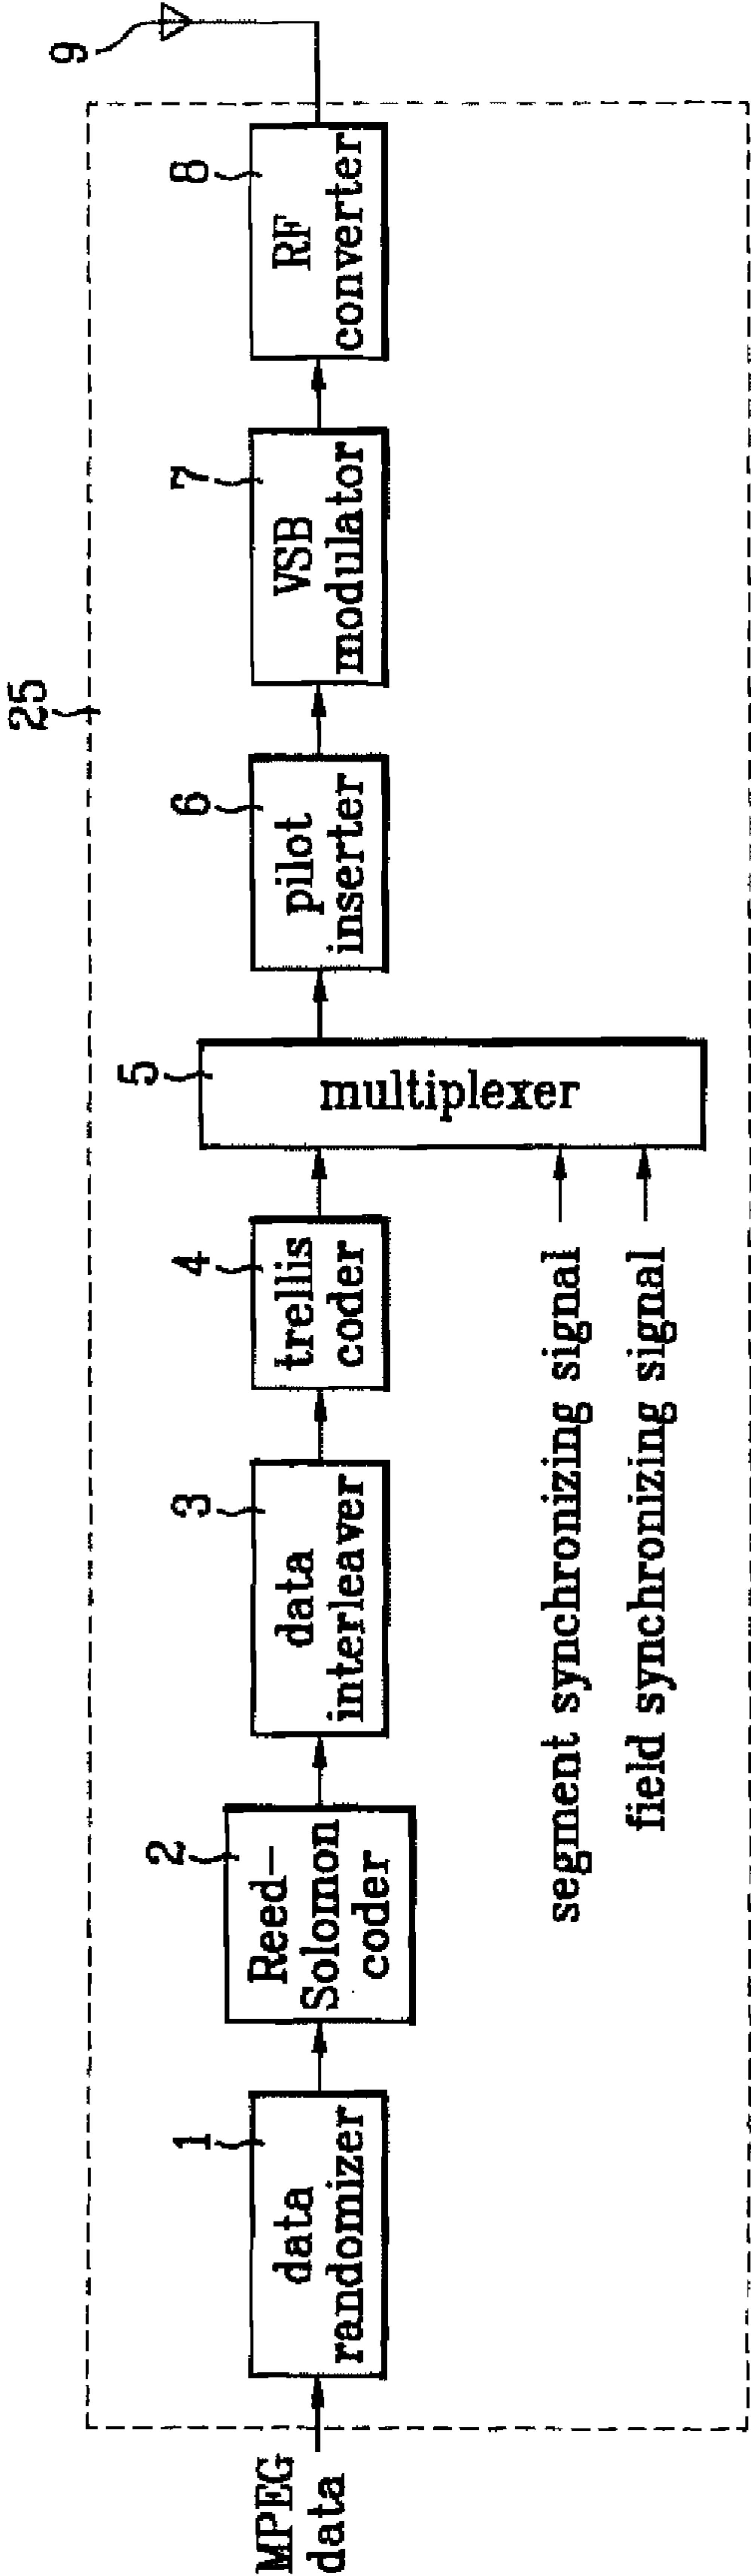 25
9
MPEG
data
1
data
randomizer
2
Reed-
Solomon
coder
3
data
interleaver
4
trellis
coder
5
multiplexer
6
pilot
inserter
7
VSB
modulator
8
RF
converter
segment synchronizing signal
field synchronizing signal